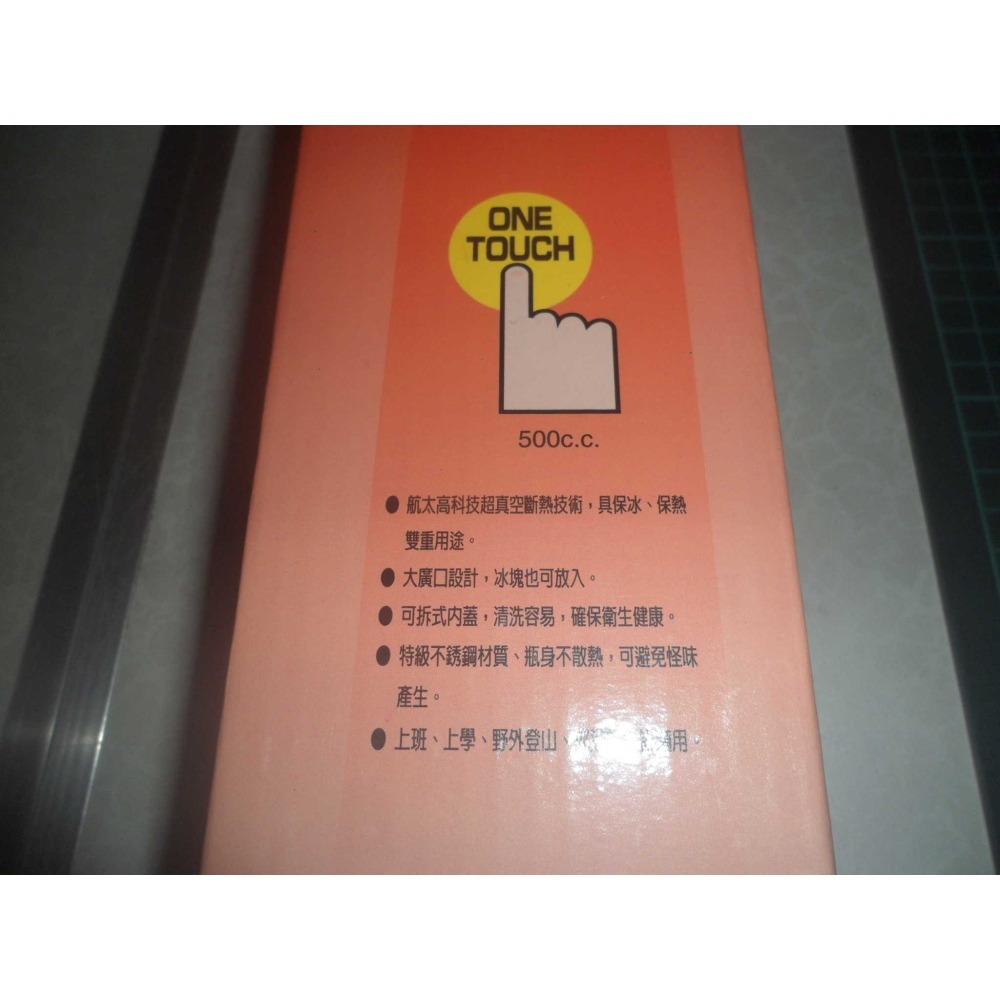 ONE
TOUCH
500c.c.
● 航太高科技超真空斷熱技術，具保冰、保熱
雙重用途。
● 大廣口設計，冰塊也可放入。
● 可拆式內蓋，清洗容易，確保衛生健康。
● 特級不銹鋼材質、瓶身不散熱，可避免怪味
產生。
● 上班、上學、野外登山、適用。